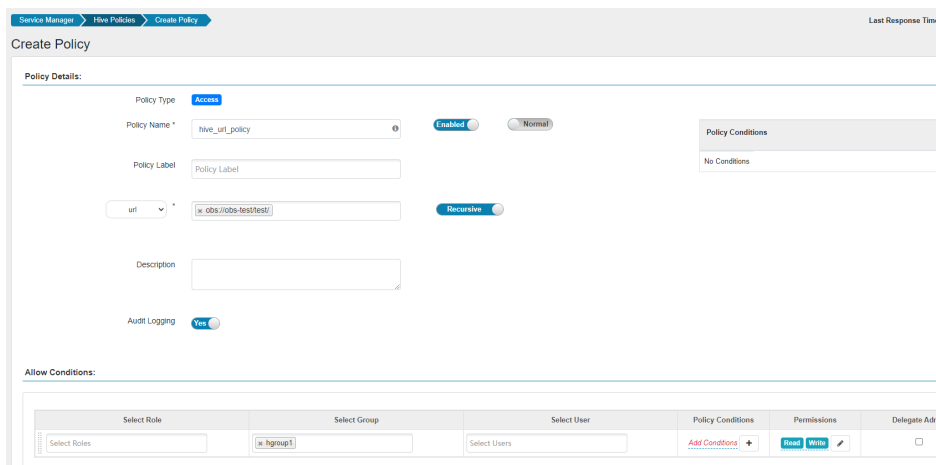 Service Manager Hive Policies Create Policy Last Response Time
Create Policy
Policy Details:
Policy Type Access
Policy Name * hive_url_policy Enabled Normal
Policy Conditions
No Conditions
Policy Label Policy Label
url * × obs://obs-test/test/ Recursive
Description
Audit Logging Yes
Allow Conditions:
Select Role Select Group Select User Policy Conditions Permissions Delegate Adm
Select Roles × hgroup1 Select Users Add Conditions + Read Write